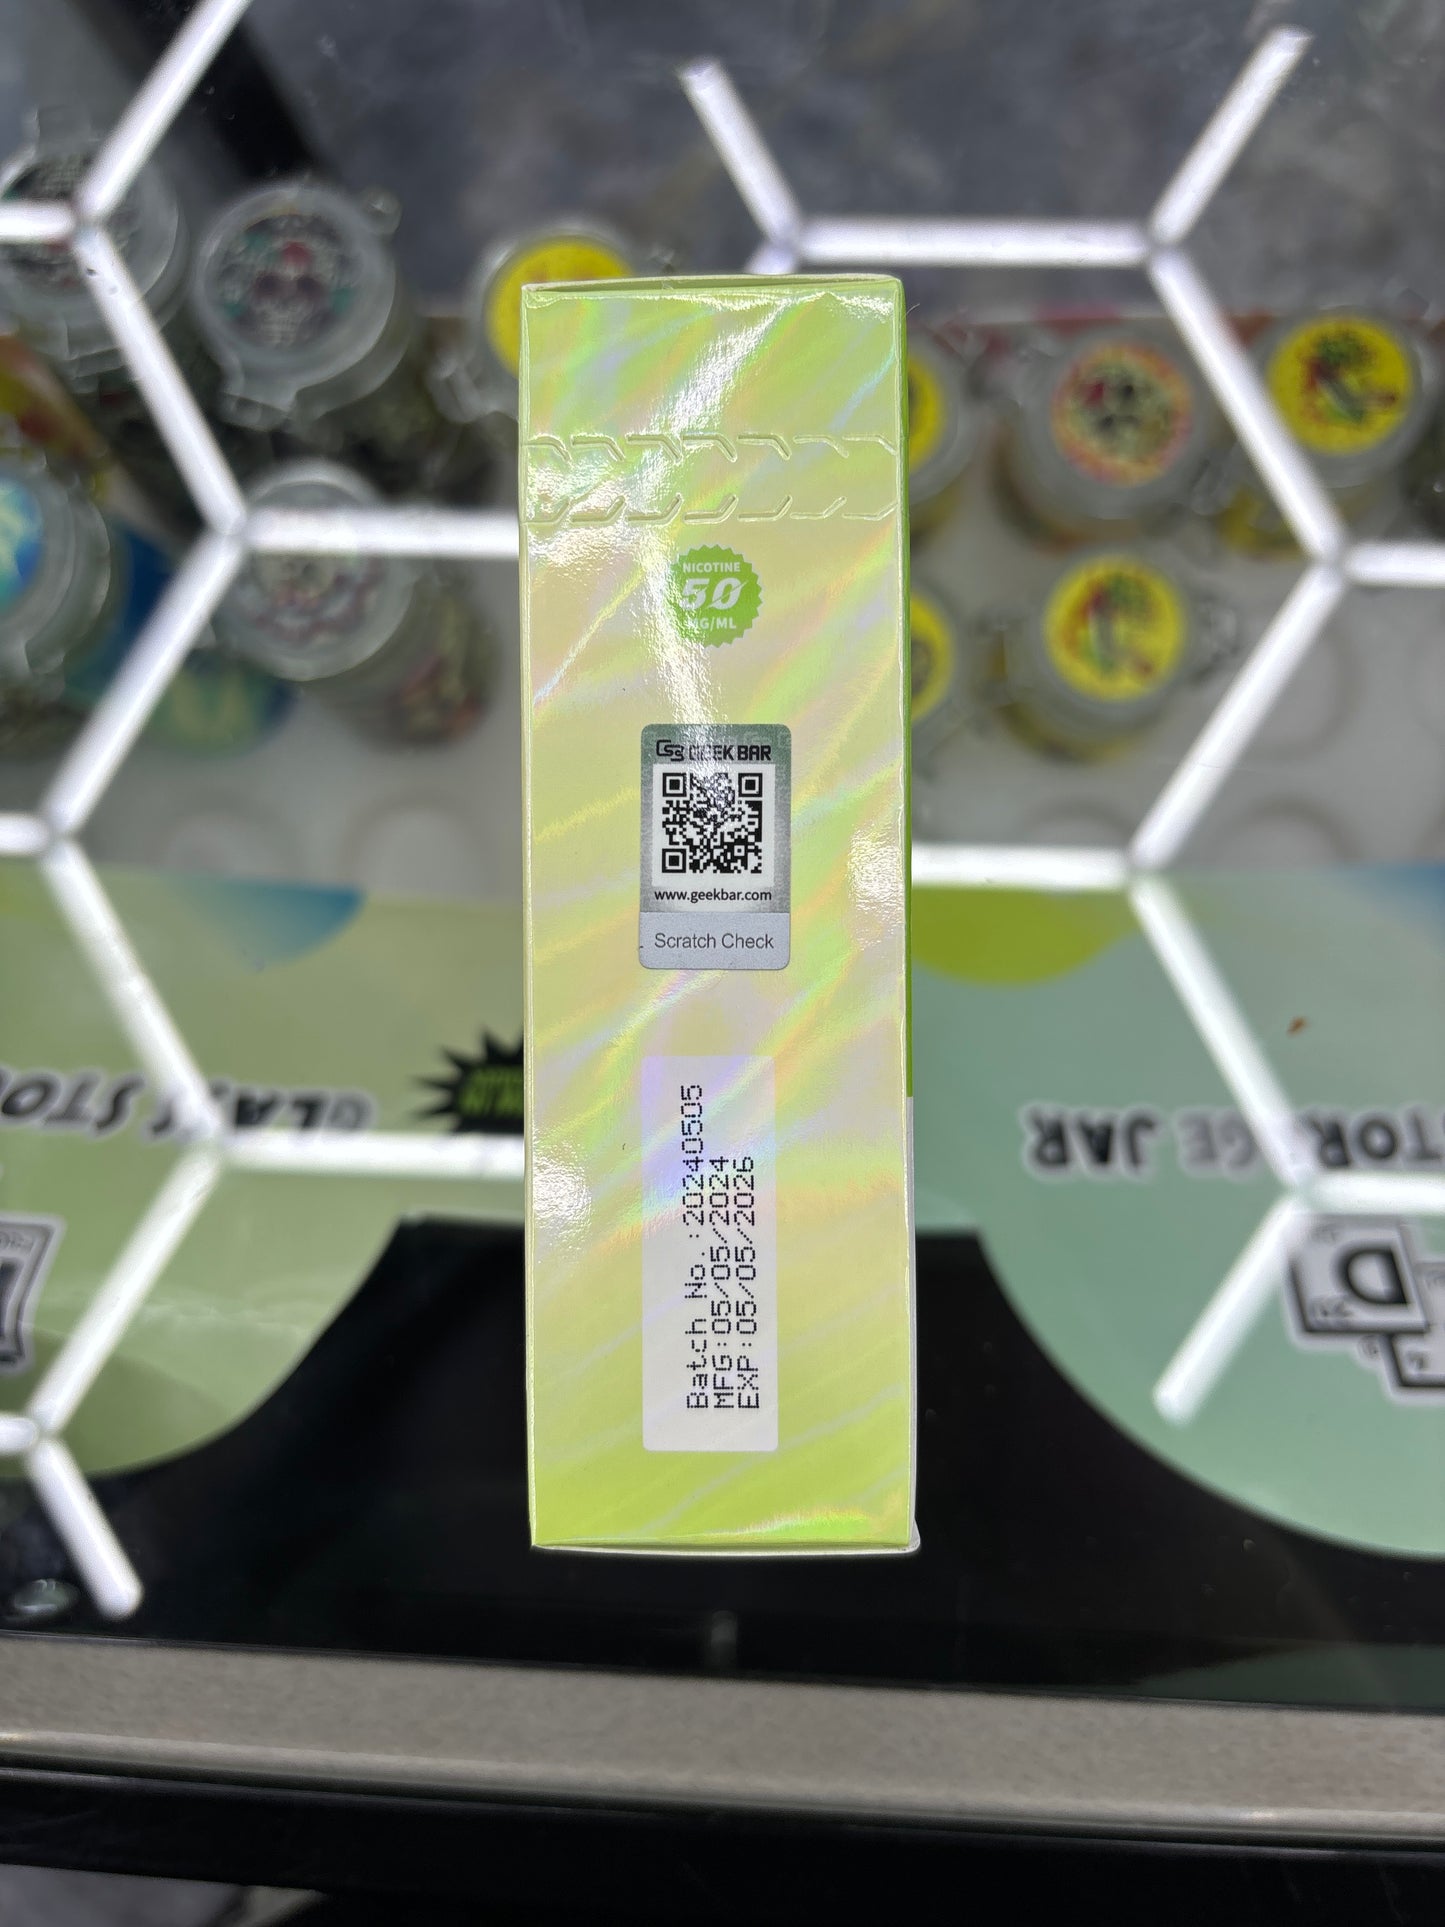 NICOTINE
50
MG/ML
GEEK BAR
www.geekbar.com
Scratch Check
Batch No.:20240505
MFG:05/05/2024
EXP:05/05/2026
JAR
D